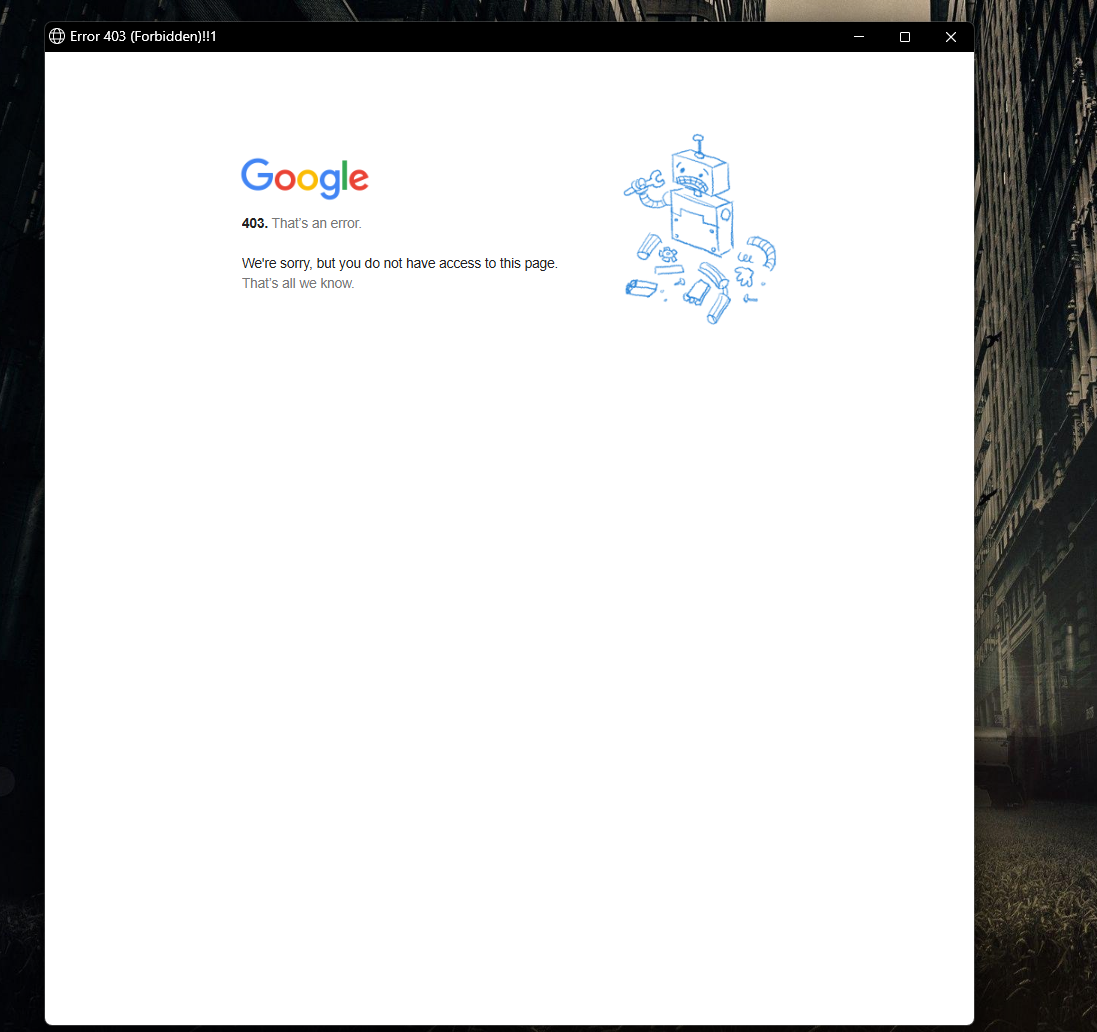 Error 403 (Forbidden)!!1
Google
403. That's an error.
We're sorry, but you do not have access to this page.
That's all we know.